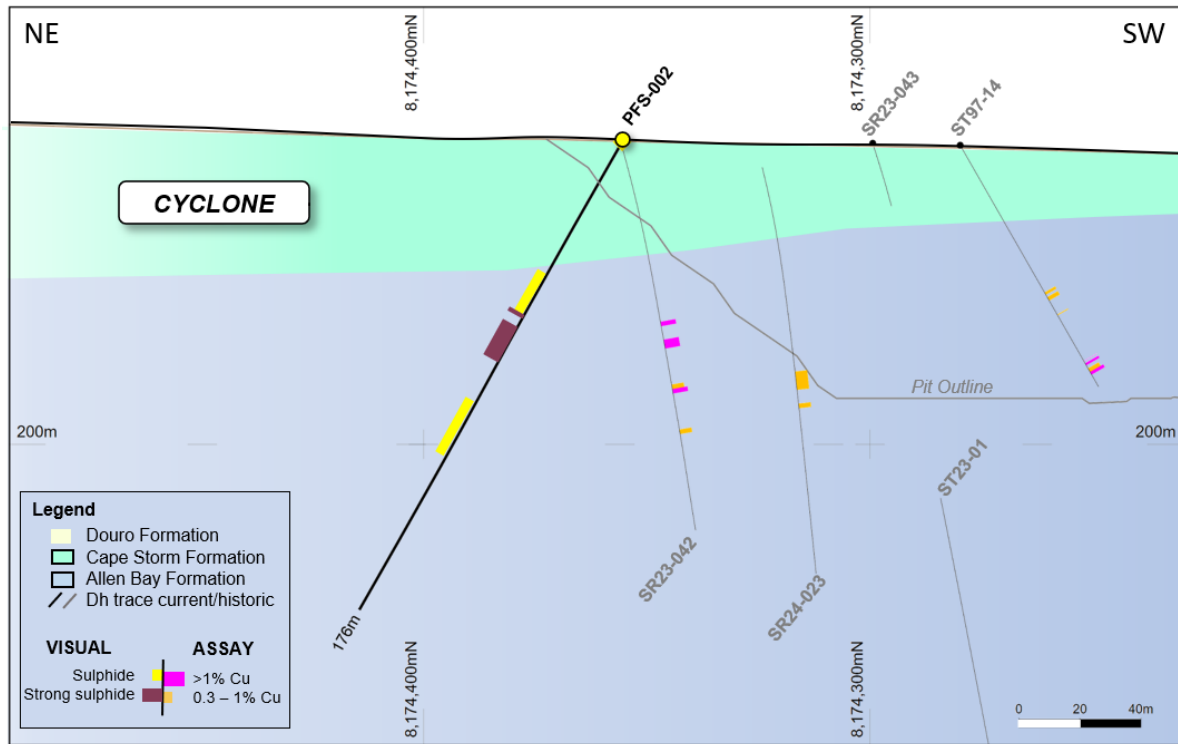 NE
SW
8,174,400mN
8,174,300mN
PFS-002
SR23-043
ST97-14
CYCLONE
Pit Outline
200m
200m
ST23-01
SR23-042
SR24-023
176m
Legend
Douro Formation
Cape Storm Formation
Allen Bay Formation
Dh trace current/historic
VISUAL ASSAY
Sulphide >1% Cu
Strong sulphide 0.3 – 1% Cu
8,174,400mN
8,174,300mN
0 20 40m